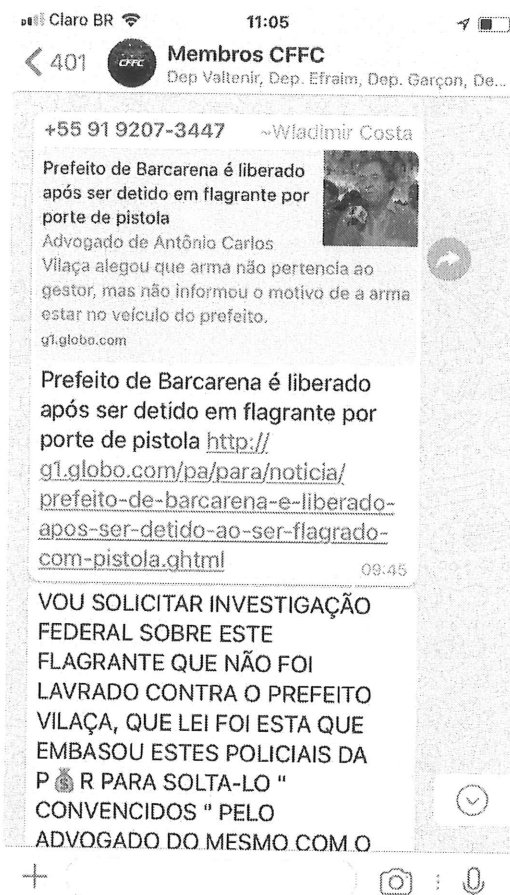 Claro BR 11:05
401 CFFC Membros CFFC
Dep Valtenir, Dep. Efraim, Dep. Garçon, De...
+55 91 9207-3447 ~Wladimir Costa
Prefeito de Barcarena é liberado
após ser detido em flagrante por
porte de pistola
Advogado de Antônio Carlos
Vilaça alegou que arma não pertencia ao
gestor, mas não informou o motivo de a arma
estar no veículo do prefeito.
g1.globo.com
Prefeito de Barcarena é liberado
após ser detido em flagrante por
porte de pistola http://
g1.globo.com/pa/para/noticia/
prefeito-de-barcarena-e-liberado-
apos-ser-detido-ao-ser-flagrado-
com-pistola.ghtml
09:45
VOU SOLICITAR INVESTIGAÇÃO
FEDERAL SOBRE ESTE
FLAGRANTE QUE NÃO FOI
LAVRADO CONTRA O PREFEITO
VILAÇA, QUE LEI FOI ESTA QUE
EMBASOU ESTES POLICIAIS DA
P💰R PARA SOLTA-LO "
CONVENCIDOS " PELO
ADVOGADO DO MESMO COM O